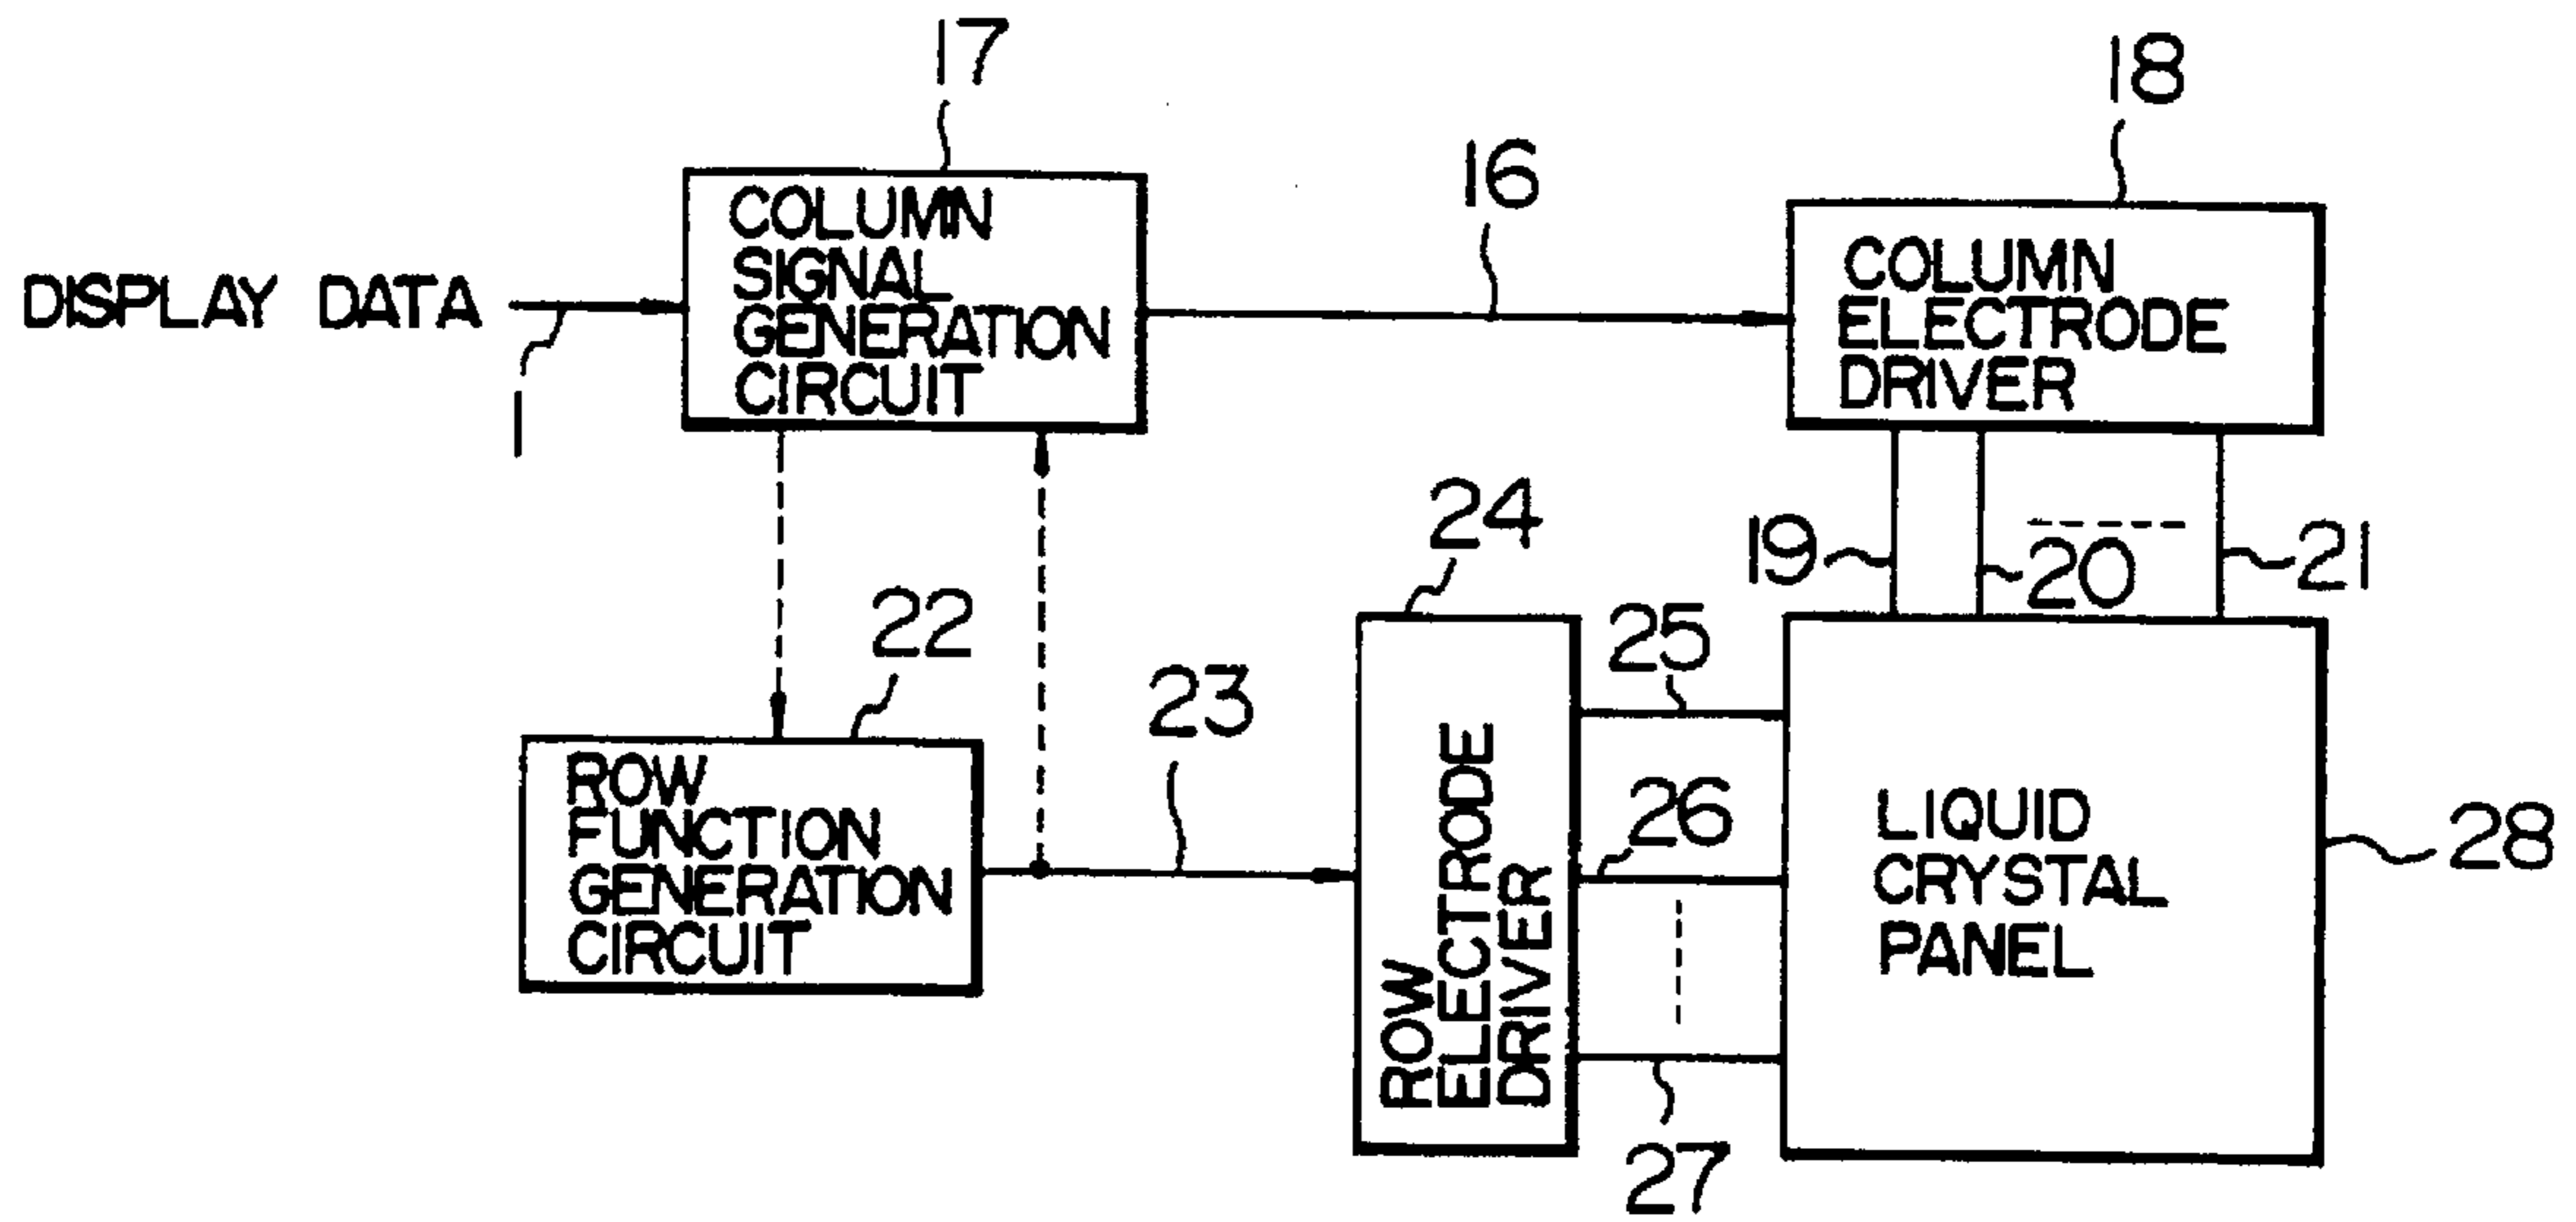 17
18
16
COLUMN
SIGNAL
GENERATION
CIRCUIT
COLUMN
ELECTRODE
DRIVER
DISPLAY DATA
1
19
20
21
24
22
23
25
26
27
28
ROW
FUNCTION
GENERATION
CIRCUIT
ROW
ELECTRODE
DRIVER
LIQUID
CRYSTAL
PANEL